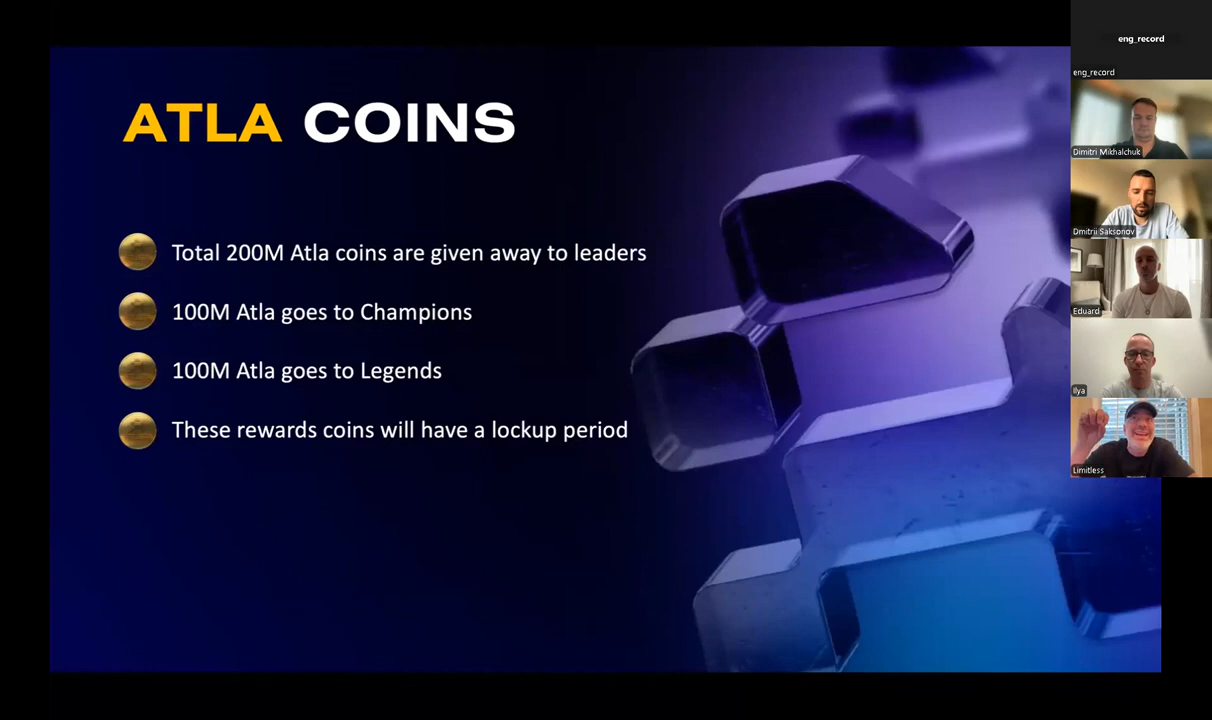 ATLA COINS
Total 200M Atla coins are given away to leaders
100M Atla goes to Champions
100M Atla goes to Legends
These rewards coins will have a lockup period
eng_record
eng_record
Dimitri Mikhalchuk
Dmitrii Saksonov
Eduard
Ilya
Limitless